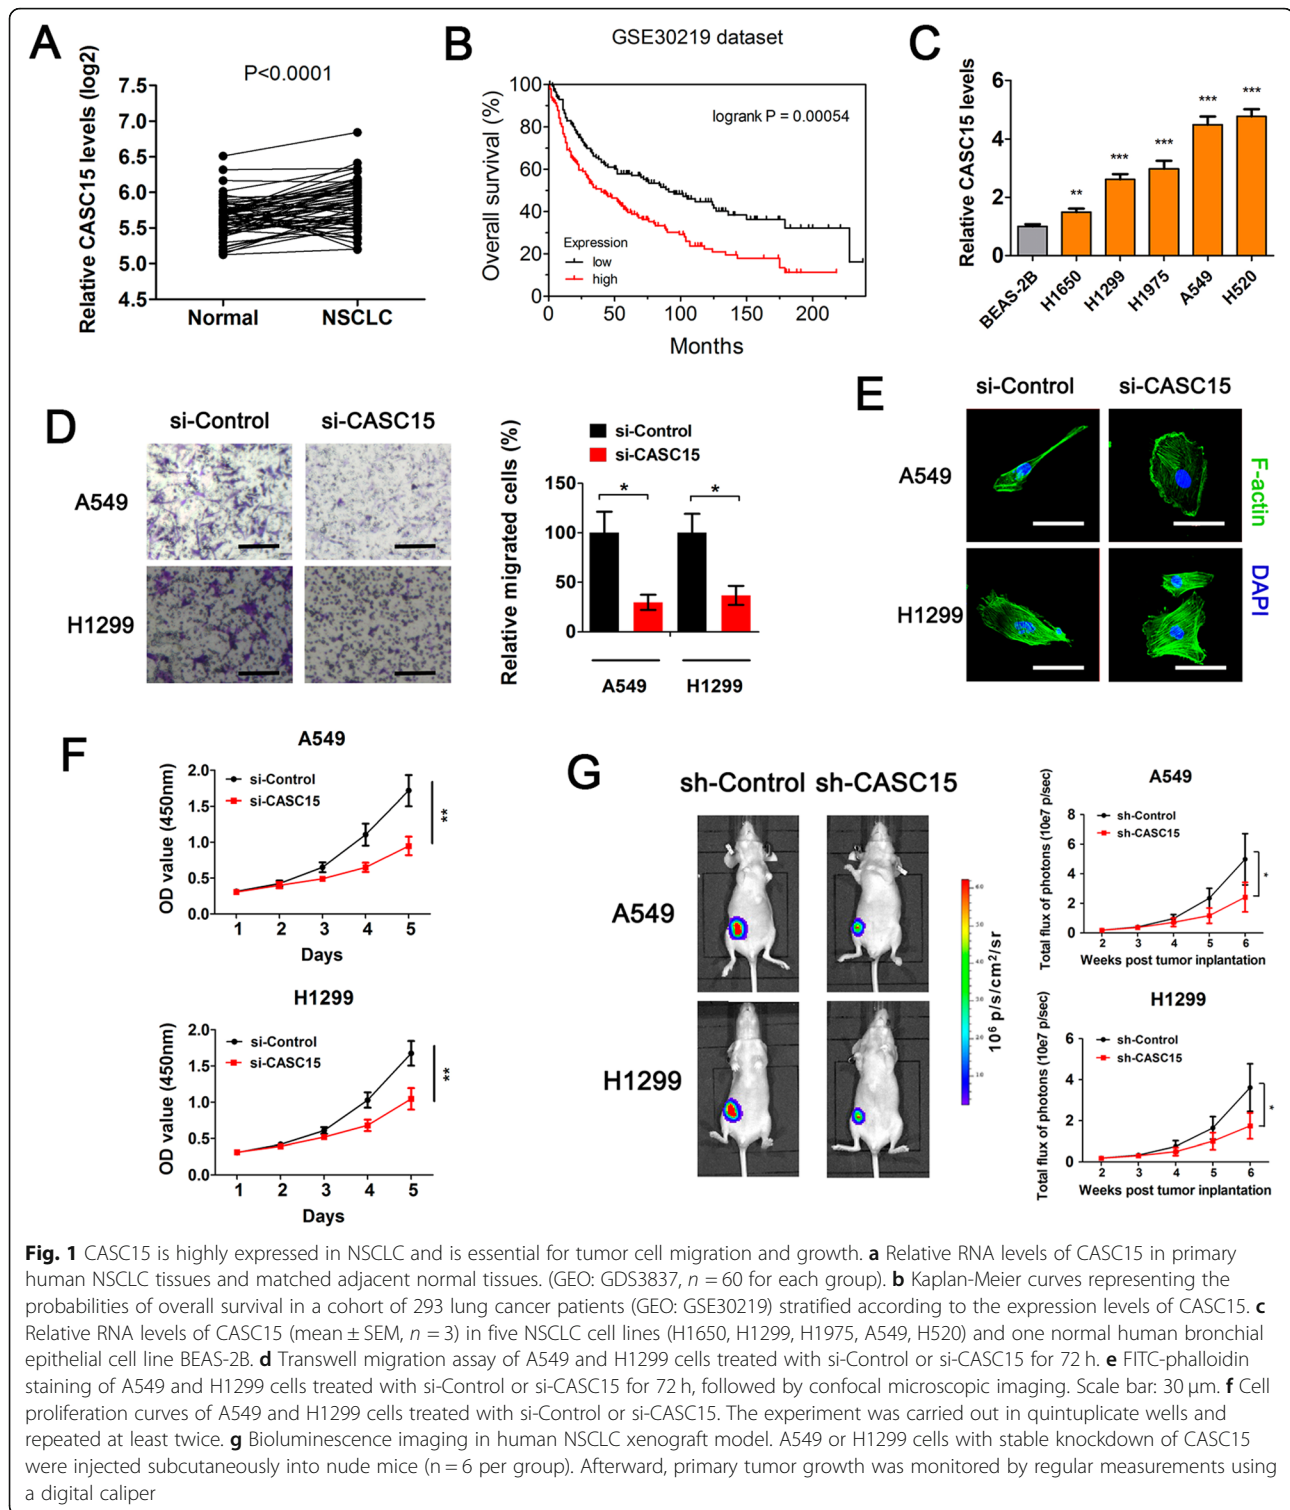 A
P<0.0001
Relative CASC15 levels (log2)
7.5
7.0
6.5
6.0
5.5
5.0
4.5
Normal
NSCLC
B
GSE30219 dataset
Overall survival (%)
100
80
60
40
20
0
logrank P = 0.00054
Expression
low
high
0
50
100
150
200
Months
C
Relative CASC15 levels
6
4
2
0
**
***
***
***
***
BEAS-2B
H1650
H1299
H1975
A549
H520
D
si-Control
si-CASC15
A549
H1299
Relative migrated cells (%)
si-Control
si-CASC15
150
100
50
0
*
*
A549
H1299
E
si-Control
si-CASC15
A549
H1299
F-actin
DAPI
F
A549
OD value (450nm)
2.0
1.5
1.0
0.5
0.0
si-Control
si-CASC15
**
1 2 3 4 5
Days
H1299
OD value (450nm)
2.0
1.5
1.0
0.5
0.0
si-Control
si-CASC15
**
1 2 3 4 5
Days
G
sh-Control
sh-CASC15
A549
H1299
60
50
40
30
20
10
10⁶ p/s/cm²/sr
A549
Total flux of photons (10e7 p/sec)
8
6
4
2
0
sh-Control
sh-CASC15
*
2 3 4 5 6
Weeks post tumor inplantation
H1299
Total flux of photons (10e7 p/sec)
6
4
2
0
sh-Control
sh-CASC15
*
2 3 4 5 6
Weeks post tumor inplantation
Fig. 1 CASC15 is highly expressed in NSCLC and is essential for tumor cell migration and growth. a Relative RNA levels of CASC15 in primary
human NSCLC tissues and matched adjacent normal tissues. (GEO: GDS3837, n = 60 for each group). b Kaplan-Meier curves representing the
probabilities of overall survival in a cohort of 293 lung cancer patients (GEO: GSE30219) stratified according to the expression levels of CASC15. c
Relative RNA levels of CASC15 (mean ± SEM, n = 3) in five NSCLC cell lines (H1650, H1299, H1975, A549, H520) and one normal human bronchial
epithelial cell line BEAS-2B. d Transwell migration assay of A549 and H1299 cells treated with si-Control or si-CASC15 for 72 h. e FITC-phalloidin
staining of A549 and H1299 cells treated with si-Control or si-CASC15 for 72 h, followed by confocal microscopic imaging. Scale bar: 30 μm. f Cell
proliferation curves of A549 and H1299 cells treated with si-Control or si-CASC15. The experiment was carried out in quintuplicate wells and
repeated at least twice. g Bioluminescence imaging in human NSCLC xenograft model. A549 or H1299 cells with stable knockdown of CASC15
were injected subcutaneously into nude mice (n = 6 per group). Afterward, primary tumor growth was monitored by regular measurements using
a digital caliper